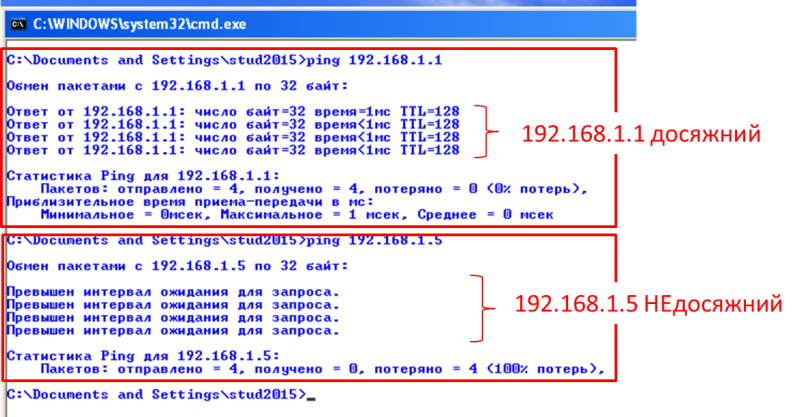 C:\WINDOWS\system32\cmd.exe
C:\Documents and Settings\stud2015>ping 192.168.1.1
Обмен пакетами с 192.168.1.1 по 32 байт:
Ответ от 192.168.1.1: число байт=32 время=1мс TTL=128
Ответ от 192.168.1.1: число байт=32 время<1мс TTL=128
Ответ от 192.168.1.1: число байт=32 время<1мс TTL=128
Ответ от 192.168.1.1: число байт=32 время<1мс TTL=128
192.168.1.1 досяжний
Статистика Ping для 192.168.1.1:
Пакетов: отправлено = 4, получено = 4, потеряно = 0 (0% потерь),
Приблизительное время приема-передачи в мс:
Минимальное = 0мсек, Максимальное = 1 мсек, Среднее = 0 мсек
C:\Documents and Settings\stud2015>ping 192.168.1.5
Обмен пакетами с 192.168.1.5 по 32 байт:
Превышен интервал ожидания для запроса.
Превышен интервал ожидания для запроса.
Превышен интервал ожидания для запроса.
Превышен интервал ожидания для запроса.
192.168.1.5 НЕдосяжний
Статистика Ping для 192.168.1.5:
Пакетов: отправлено = 4, получено = 0, потеряно = 4 (100% потерь),
C:\Documents and Settings\stud2015>_